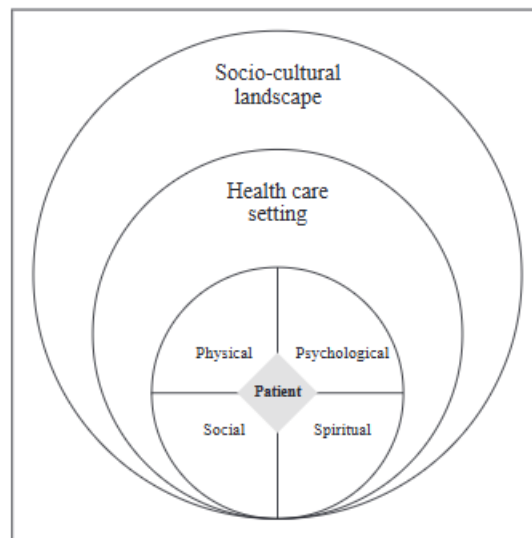 Socio-cultural
landscape
Health care
setting
Physical
Psychological
Patient
Social
Spiritual